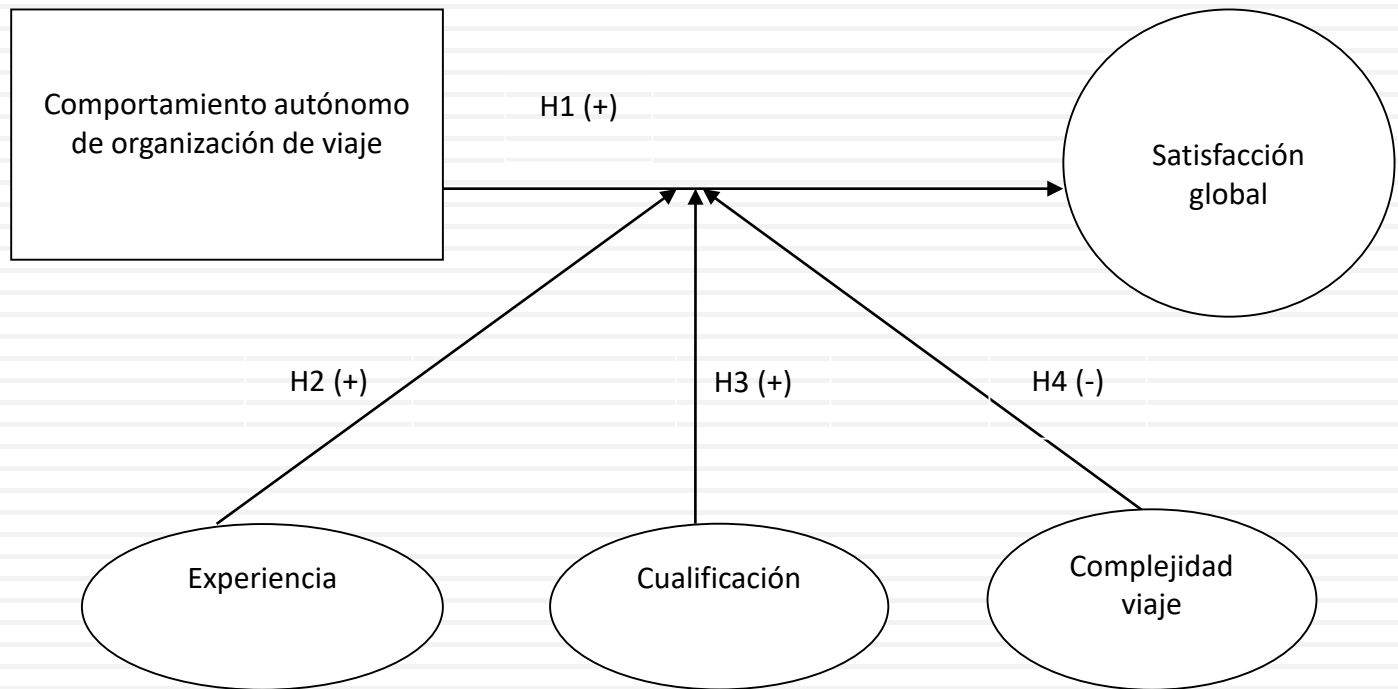 Comportamiento autónomo
de organización de viaje
H1 (+)
Satisfacción
global
H2 (+)
H3 (+)
H4 (-)
Experiencia
Cualificación
Complejidad
viaje